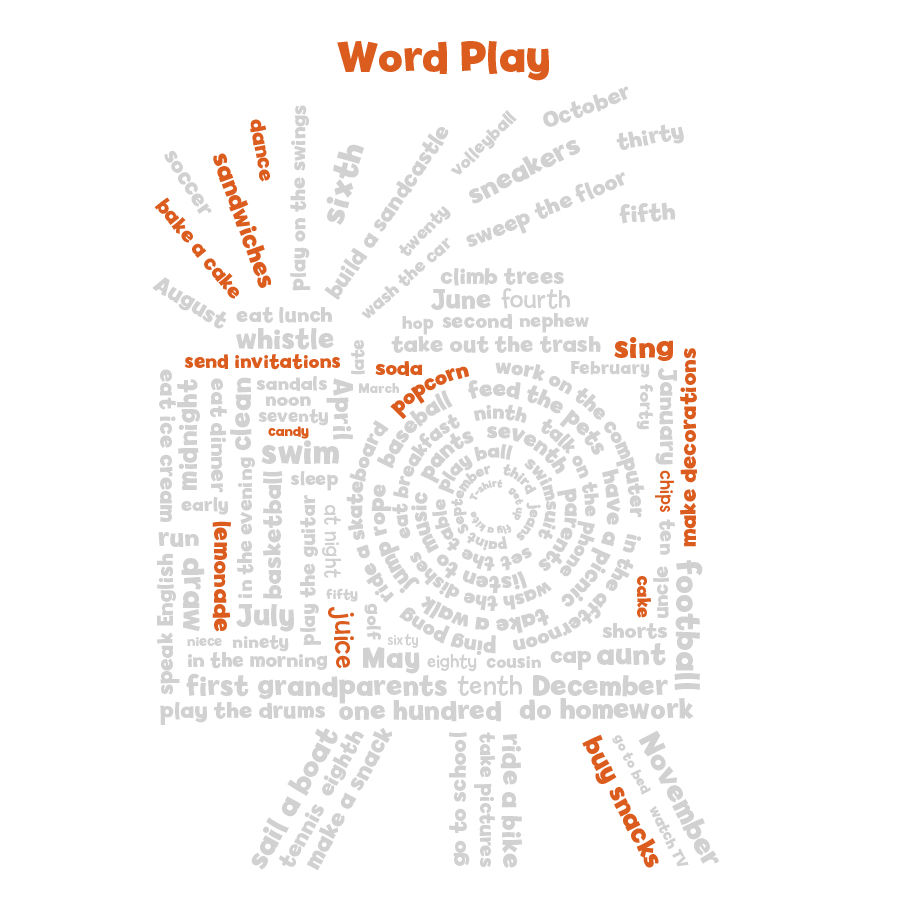 Word Play
October
thirty
dance
play on the swings
volleyball
sixth
build a sandcastle
sneakers
soccer
sandwiches
sweep the floor
fifth
bake a cake
twenty
wash the car
climb trees
August
June
fourth
eat lunch
hop
second
nephew
whistle
late
take out the trash
sing
send invitations
soda
popcorn
work on the computer
February
make decorations
January
eat ice cream
midnight
eat dinner
clean
sandals
April
March
baseball
feed the pets
forty
noon
seventy
candy
swim
ride a skateboard
eat breakfast
pants
ninth
seventh
talk on the phone
play ball
swimsuit
third
have a picnic
chips
sleep
in the evening
basketball
jump rope
listen to music
set the table
September
T-shirt
get up
jeans
fly a kite
paint
parents
in the afternoon
early
play the guitar
at night
run
lemonade
ten
wash the dishes
take a walk
ping pong
speak English
draw
fifty
uncle
cake
football
July
juice
golf
sixty
shorts
niece
ninety
in the morning
May
eighty
cousin
cap
aunt
first
grandparents
tenth
December
play the drums
one hundred
do homework
sail a boat
tennis
eighth
make a snack
go to school
take pictures
ride a bike
buy snacks
go to bed
November
watch TV